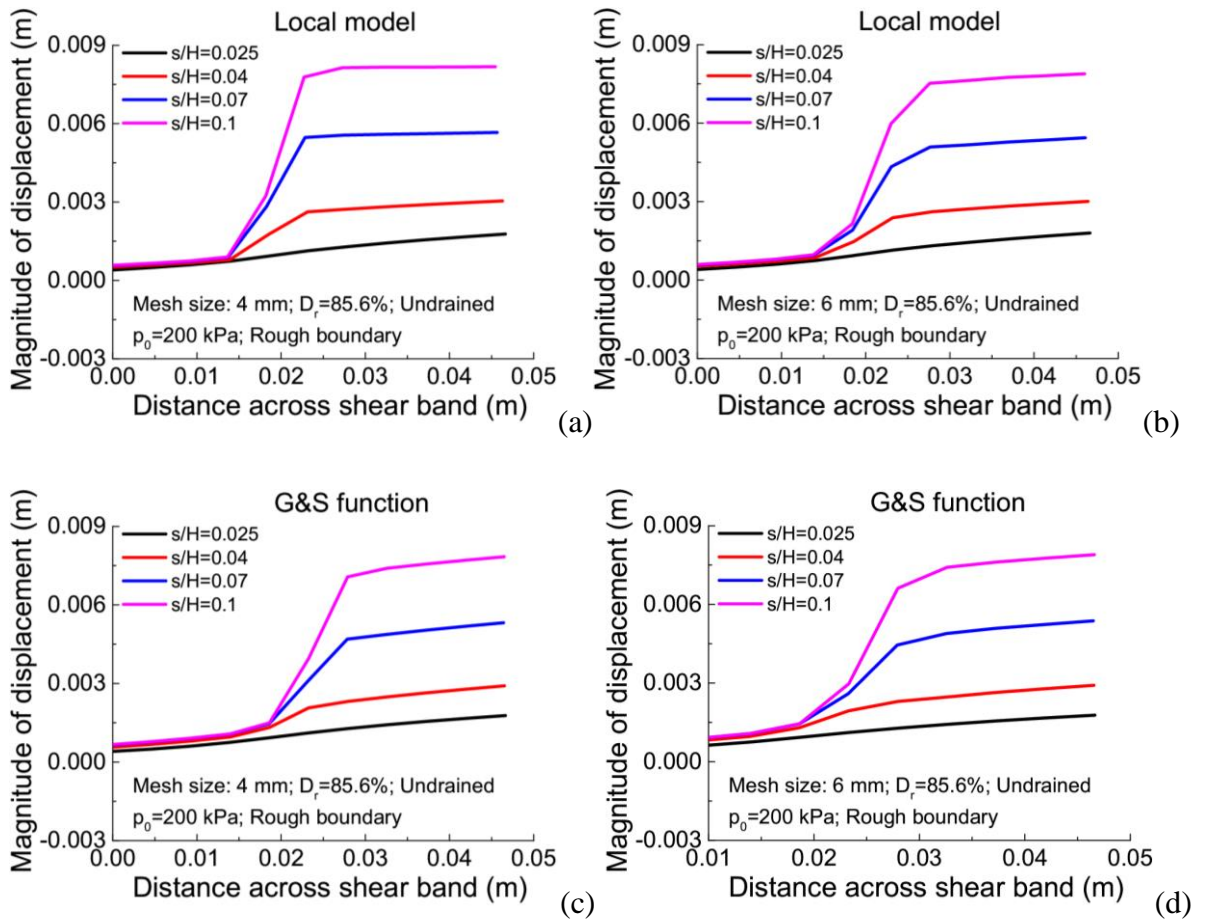 Local model
Magnitude of displacement (m)
0.009
0.006
0.003
0.000
-0.003
s/H=0.025
s/H=0.04
s/H=0.07
s/H=0.1
Mesh size: 4 mm; Dr=85.6%; Undrained
p0=200 kPa; Rough boundary
0.00 0.01 0.02 0.03 0.04 0.05
Distance across shear band (m)
(a)
Local model
Magnitude of displacement (m)
0.009
0.006
0.003
0.000
-0.003
s/H=0.025
s/H=0.04
s/H=0.07
s/H=0.1
Mesh size: 6 mm; Dr=85.6%; Undrained
p0=200 kPa; Rough boundary
0.00 0.01 0.02 0.03 0.04 0.05
Distance across shear band (m)
(b)
G&S function
Magnitude of displacement (m)
0.009
0.006
0.003
0.000
-0.003
s/H=0.025
s/H=0.04
s/H=0.07
s/H=0.1
Mesh size: 4 mm; Dr=85.6%; Undrained
p0=200 kPa; Rough boundary
0.00 0.01 0.02 0.03 0.04 0.05
Distance across shear band (m)
(c)
G&S function
Magnitude of displacement (m)
0.009
0.006
0.003
0.000
-0.003
s/H=0.025
s/H=0.04
s/H=0.07
s/H=0.1
Mesh size: 6 mm; Dr=85.6%; Undrained
p0=200 kPa; Rough boundary
0.01 0.02 0.03 0.04 0.05
Distance across shear band (m)
(d)